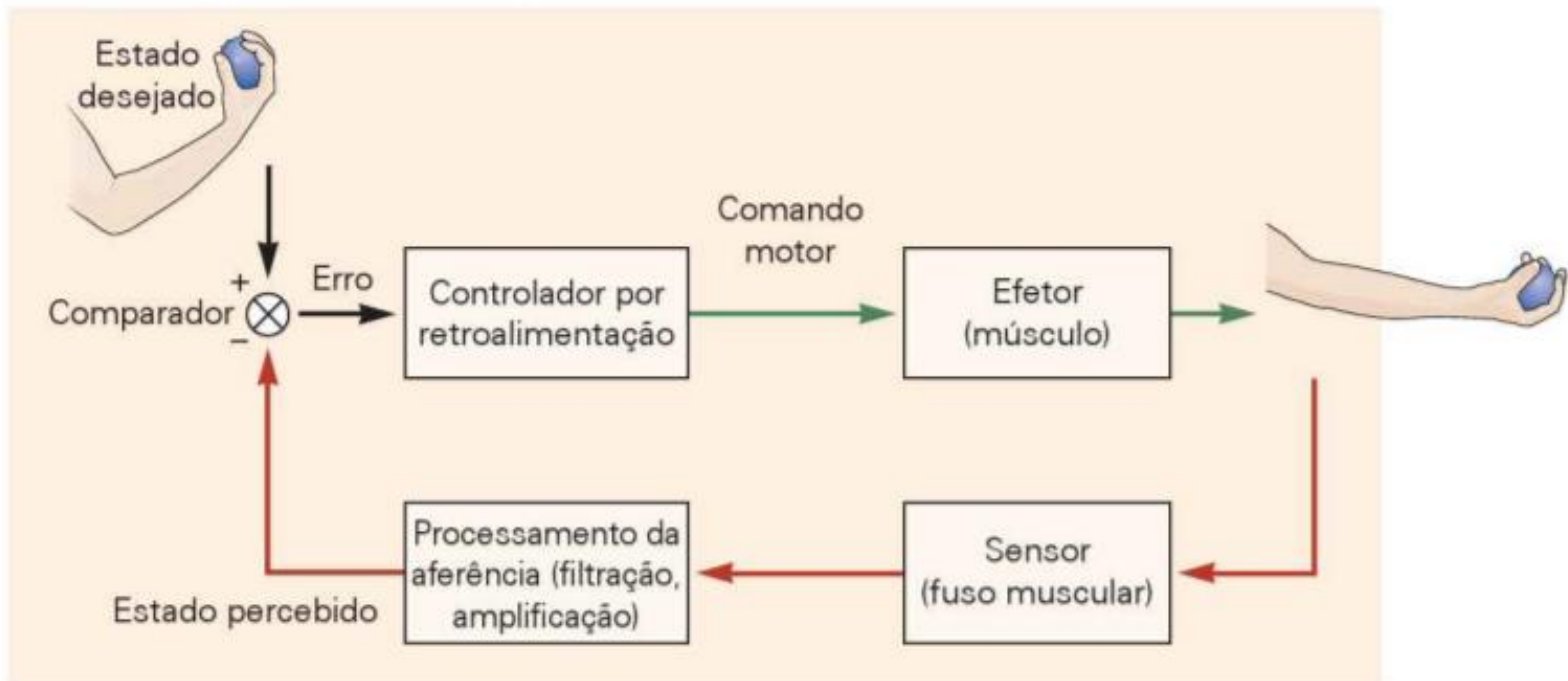 Estado
desejado
Comparador
+
−
Erro
Controlador por
retroalimentação
Comando
motor
Efetor
(músculo)
Sensor
(fuso muscular)
Processamento da
aferência (filtração,
amplificação)
Estado percebido